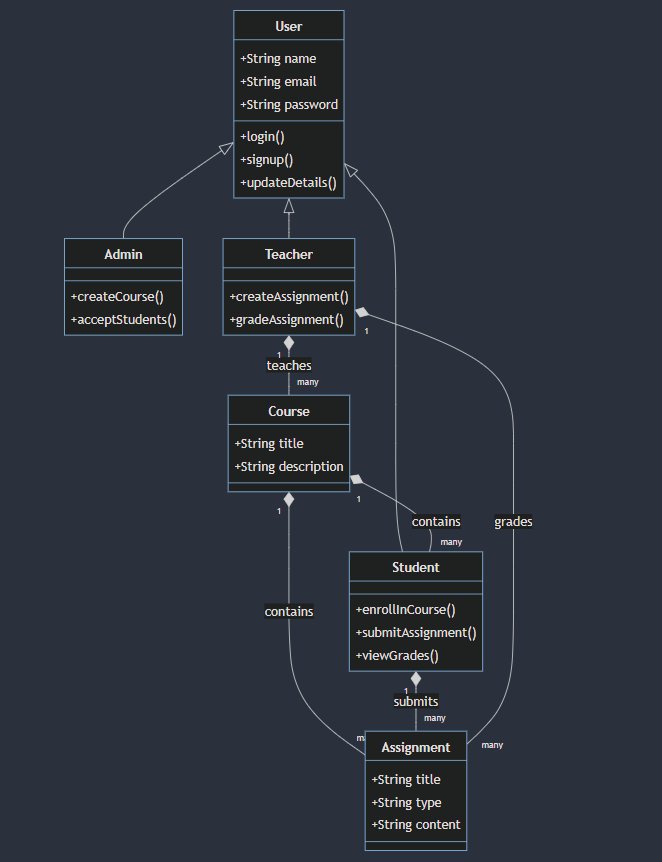 User
+String name
+String email
+String password
+login()
+signup()
+updateDetails()
Admin
+createCourse()
+acceptStudents()
Teacher
+createAssignment()
+gradeAssignment()
1
1
teaches
many
Course
+String title
+String description
1
1
contains
grades
many
Student
+enrollInCourse()
+submitAssignment()
+viewGrades()
contains
1
submits
many
many
Assignment
+String title
+String type
+String content